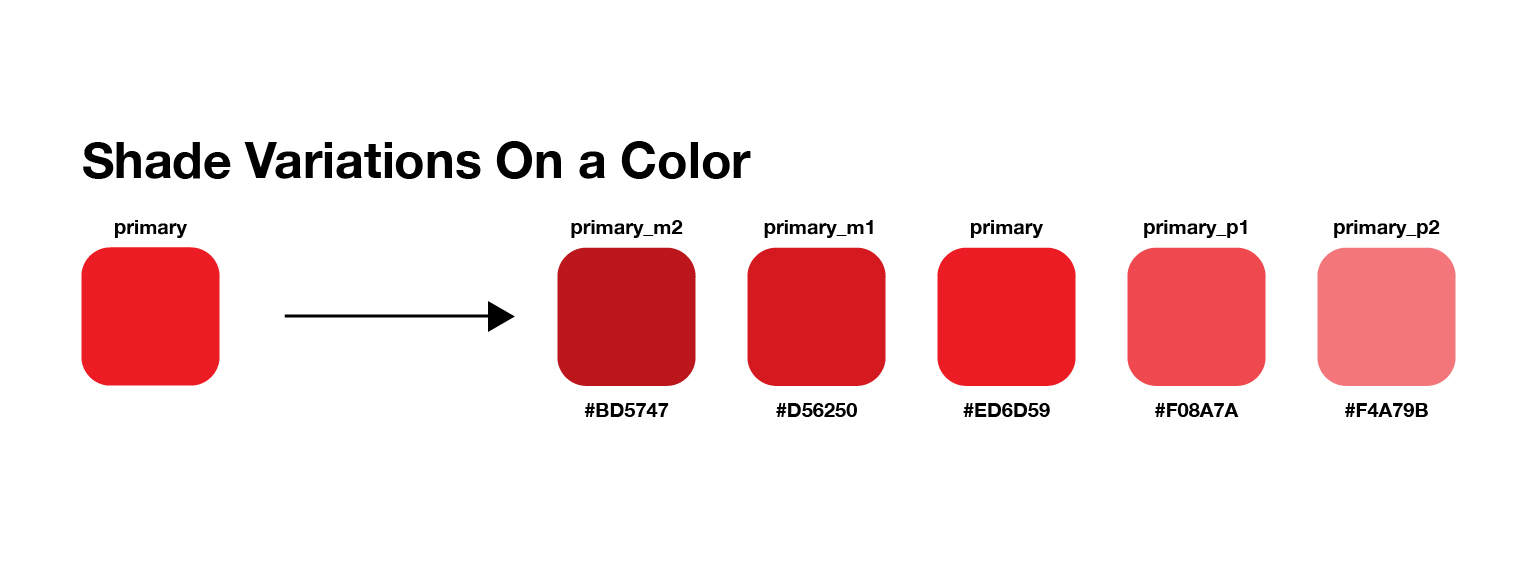 Shade Variations On a Color
primary
primary_m2
primary_m1
primary
primary_p1
primary_p2
#BD5747
#D56250
#ED6D59
#F08A7A
#F4A79B